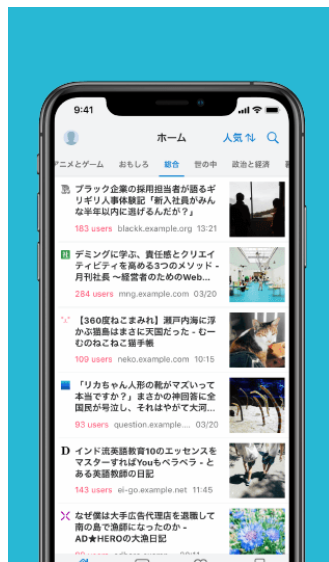 9:41
ホーム
人気
ニメとゲーム おもしろ 総合 世の中 政治と経済
ブラック企業の採用担当者が語るギ
リギリ人事体験記「新入社員がみん
な半年以内に逃げるんだが？」
183 users blackk.example.org 13:21
デミングに学ぶ、責任感とクリエイ
ティビティを高める3つのメソッド -
月刊社長 〜経営者のためのWeb...
284 users mng.example.com 03/20
【360度ねこまみれ】瀬戸内海に浮
かぶ猫島はまさに天国だった - むー
むのねこねこ猫手帳
109 users neko.example.com 10:15
「リカちゃん人形の靴がマズいって
本当ですか？」まさかの神回答に全
国民が号泣し、それはやがて大河...
93 users question.example.... 03/20
D インド流英語教育10のエッセンスを
マスターすればYouもペラペラ - と
ある英語教師の日記
143 users ei-go.example.net 11:45
なぜ僕は大手広告代理店を退職して
南の島で漁師になったのか -
AD★HEROの大漁日記